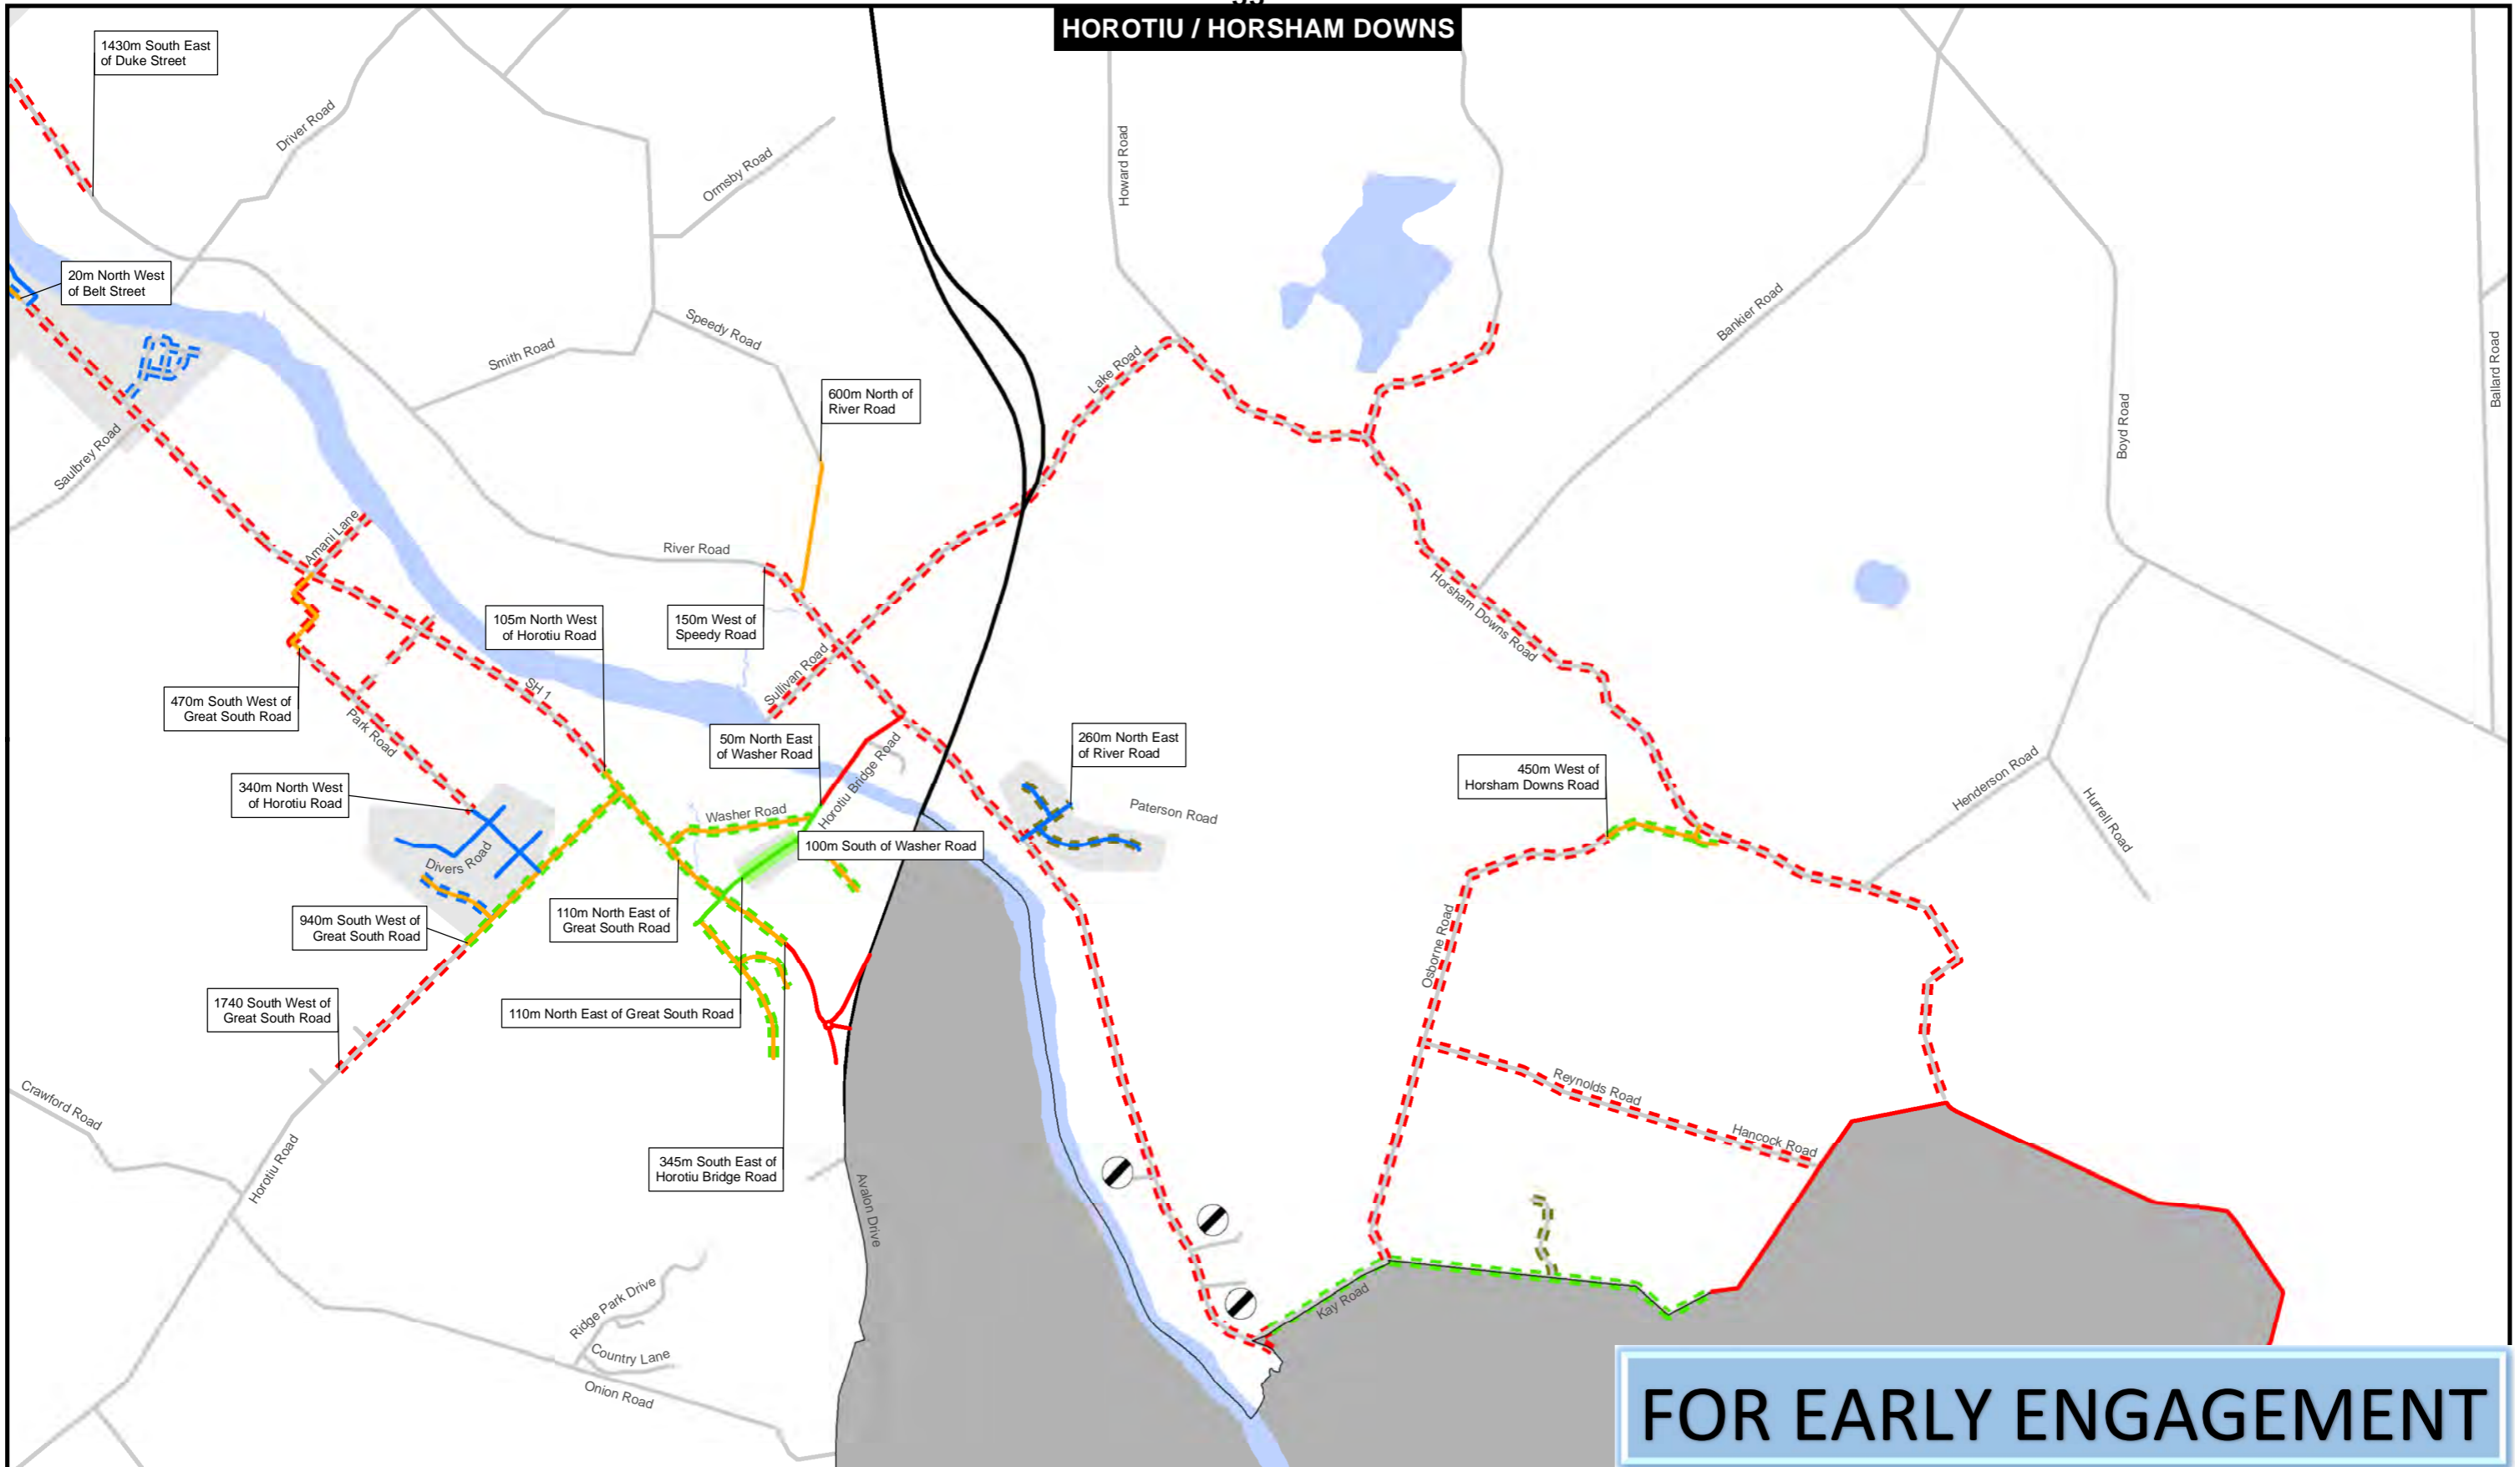 HOROTIU / HORSHAM DOWNS
1430m South East
of Duke Street
Driver Road
Ormsby Road
Howard Road
20m North West
of Belt Street
Speedy Road
Smith Road
Bankier Road
Ballard Road
Boyd Road
Lake Road
600m North of
River Road
Saulbrey Road
Amani Lane
River Road
105m North West
of Horotiu Road
150m West of
Speedy Road
Horsham Downs Road
Sullivan Road
SH 1
470m South West of
Great South Road
Park Road
50m North East
of Washer Road
Horotiu Bridge Road
260m North East
of River Road
450m West of
Horsham Downs Road
Henderson Road
Hurrell Road
340m North West
of Horotiu Road
Washer Road
Paterson Road
100m South of Washer Road
Divers Road
940m South West of
Great South Road
110m North East of
Great South Road
Osborne Road
1740 South West of
Great South Road
110m North East of Great South Road
Crawford Road
Reynolds Road
Hancock Road
Horotiu Road
345m South East of
Horotiu Bridge Road
Avalon Drive
Ridge Park Drive
Kay Road
Country Lane
Onion Road
FOR EARLY ENGAGEMENT